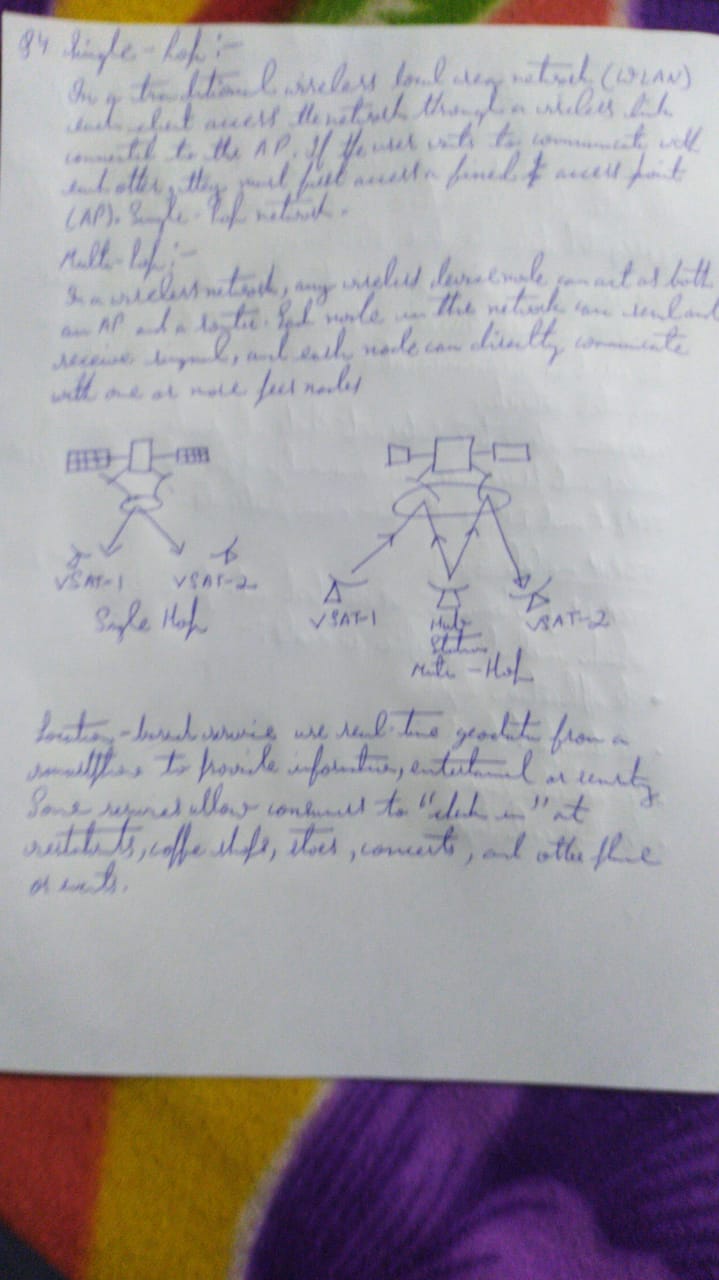 Q4 Single-hop :-
In a traditional wireless local area network (WLAN)
each client access the network through a wireless link
connected to the AP. If the user wants to communicate with
each other, they must first access a fixed access point
(AP). Single-hop network.
Multi-hop :-
In a wireless network, any wireless device node can act as both
an AP and a router. Each node in the network can send and
receive signals, and each node can directly communicate
with one or more peer nodes
VSAT-1 VSAT-2
Single Hop
VSAT-1 Hub Station VSAT-2
Multi-Hop
Location-based service use real-time geodata from a
smartphone to provide information, entertainment or security.
Some services allow consumers to "check in" at
restaurants, coffee shops, stores, concerts, and other place
or events.